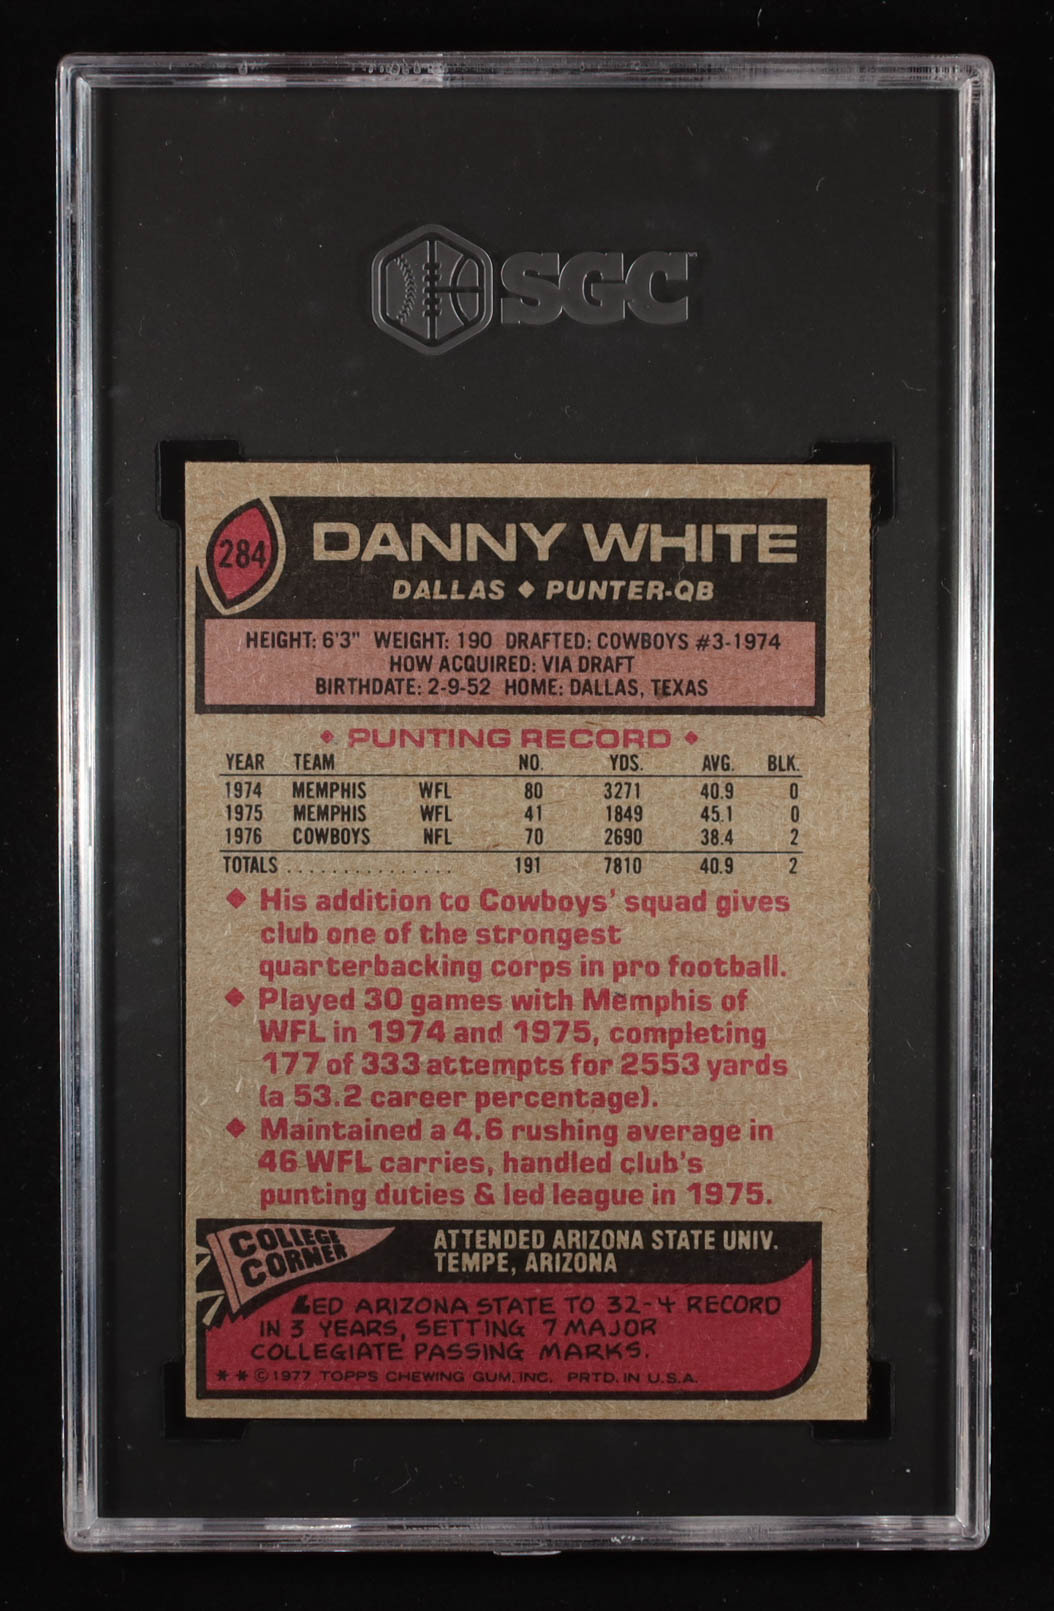 SGC
284
DANNY WHITE
DALLAS ◆ PUNTER-QB
HEIGHT: 6'3" WEIGHT: 190 DRAFTED: COWBOYS #3-1974
HOW ACQUIRED: VIA DRAFT
BIRTHDATE: 2-9-52 HOME: DALLAS, TEXAS
◆ PUNTING RECORD ◆
YEAR TEAM NO. YDS. AVG. BLK.
1974 MEMPHIS WFL 80 3271 40.9 0
1975 MEMPHIS WFL 41 1849 45.1 0
1976 COWBOYS NFL 70 2690 38.4 2
TOTALS ................ 191 7810 40.9 2
◆ His addition to Cowboys' squad gives
club one of the strongest
quarterbacking corps in pro football.
◆ Played 30 games with Memphis of
WFL in 1974 and 1975, completing
177 of 333 attempts for 2553 yards
(a 53.2 career percentage).
◆ Maintained a 4.6 rushing average in
46 WFL carries, handled club's
punting duties & led league in 1975.
COLLEGE
CORNER
ATTENDED ARIZONA STATE UNIV.
TEMPE, ARIZONA
LED ARIZONA STATE TO 32-4 RECORD
IN 3 YEARS, SETTING 7 MAJOR
COLLEGIATE PASSING MARKS.
* * © 1977 TOPPS CHEWING GUM, INC. PRTD. IN U.S.A.